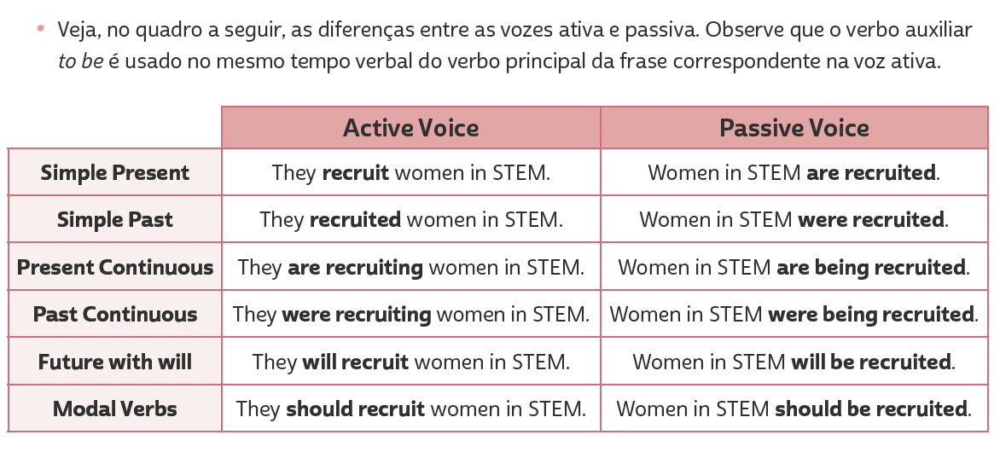 • Veja, no quadro a seguir, as diferenças entre as vozes ativa e passiva. Observe que o verbo auxiliar
to be é usado no mesmo tempo verbal do verbo principal da frase correspondente na voz ativa.
Active Voice Passive Voice
Simple Present They recruit women in STEM. Women in STEM are recruited.
Simple Past They recruited women in STEM. Women in STEM were recruited.
Present Continuous They are recruiting women in STEM. Women in STEM are being recruited.
Past Continuous They were recruiting women in STEM. Women in STEM were being recruited.
Future with will They will recruit women in STEM. Women in STEM will be recruited.
Modal Verbs They should recruit women in STEM. Women in STEM should be recruited.